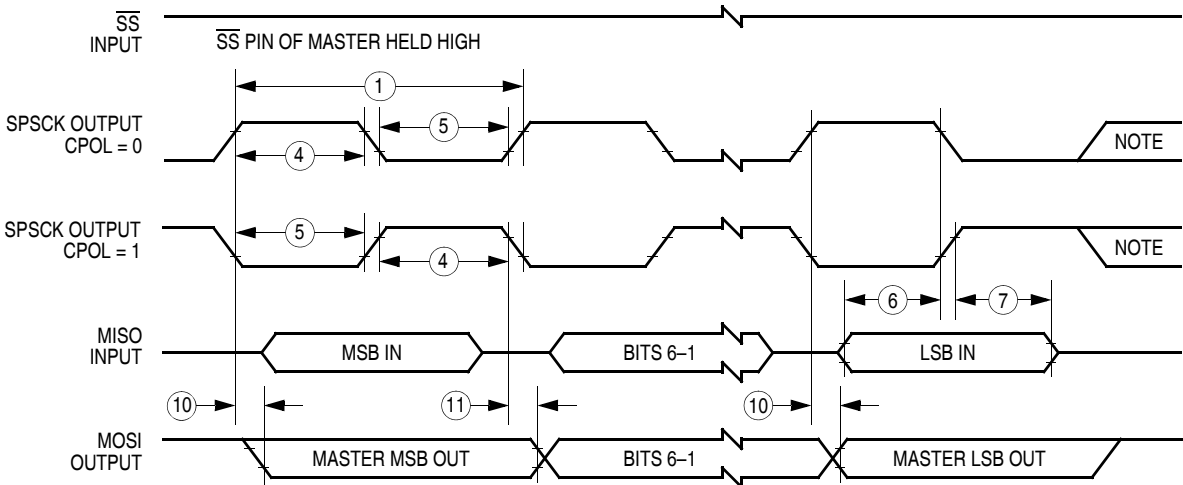 SS
INPUT
SS PIN OF MASTER HELD HIGH
1
SPSCK OUTPUT
CPOL = 0
5
4
NOTE
SPSCK OUTPUT
CPOL = 1
5
4
NOTE
6
7
MISO
INPUT
MSB IN
BITS 6–1
LSB IN
10
11
10
MOSI
OUTPUT
MASTER MSB OUT
BITS 6–1
MASTER LSB OUT